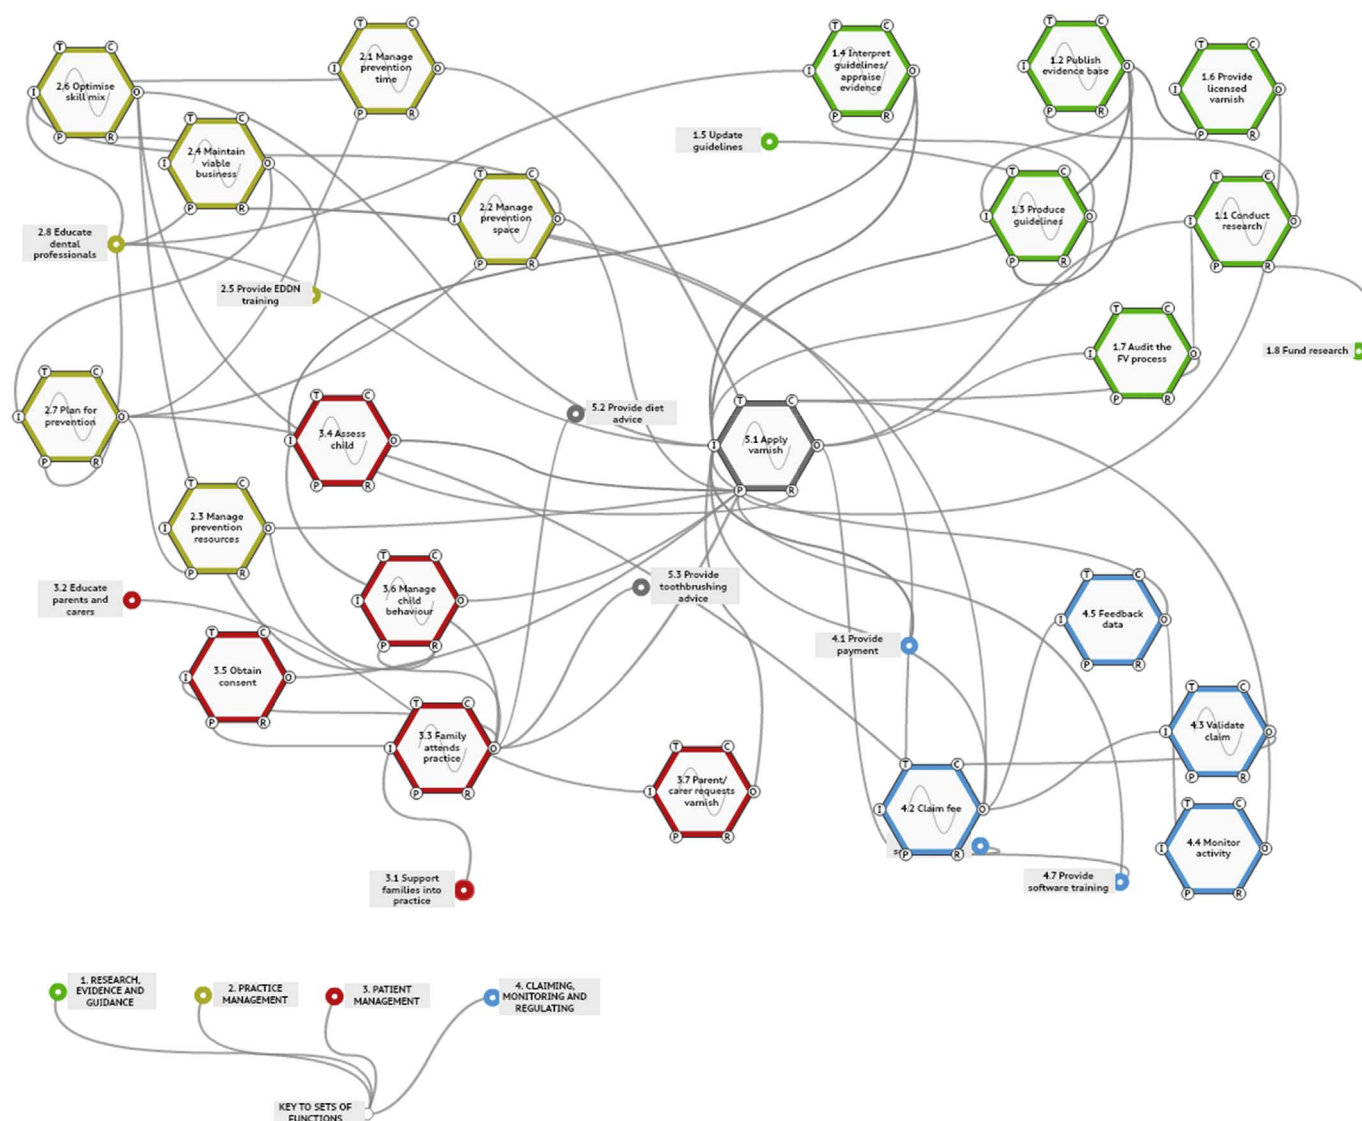 2.1 Manage
prevention
time
2.6 Optimise
skill mix
2.4 Maintain
viable
business
2.2 Manage
prevention
space
2.8 Educate
dental
professionals
2.5 Provide EDDN
training
2.7 Plan for
prevention
2.3 Manage
prevention
resources
1.4 Interpret
guidelines/
appraise
evidence
1.2 Publish
evidence base
1.6 Provide
licensed
varnish
1.5 Update
guidelines
1.3 Produce
guidelines
1.1 Conduct
research
1.7 Audit the
FV process
1.8 Fund research
3.4 Assess
child
5.2 Provide diet
advice
5.1 Apply
varnish
3.2 Educate
parents and
carers
3.6 Manage
child
behaviour
5.3 Provide
toothbrushing
advice
3.5 Obtain
consent
3.3 Family
attends
practice
3.7 Parent/
carer requests
varnish
3.1 Support
families into
practice
4.1 Provide
payment
4.5 Feedback
data
4.3 Validate
claim
4.2 Claim fee
4.4 Monitor
activity
4.7 Provide
software training
1. RESEARCH,
EVIDENCE AND
GUIDANCE
2. PRACTICE
MANAGEMENT
3. PATIENT
MANAGEMENT
4. CLAIMING,
MONITORING AND
REGULATING
KEY TO SETS OF
FUNCTIONS